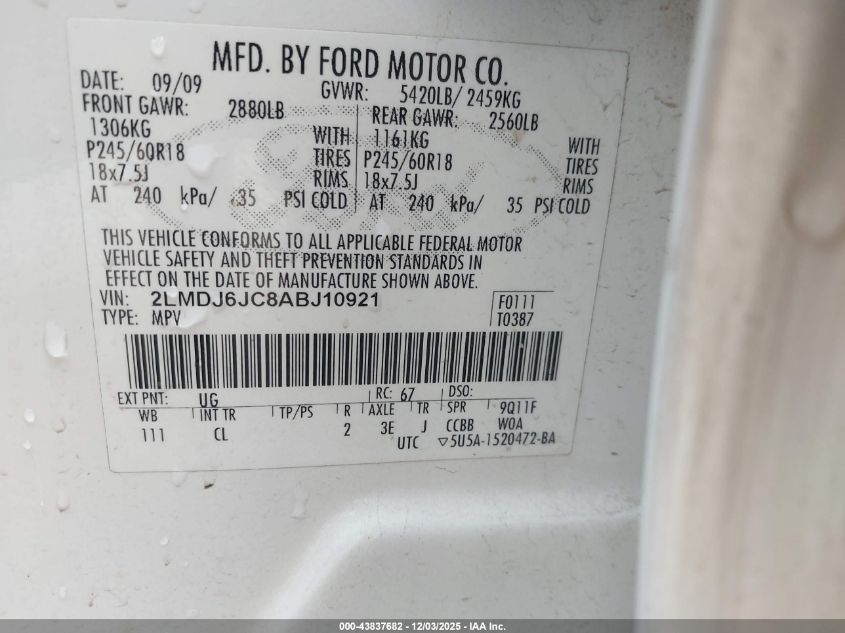 MFD. BY FORD MOTOR CO.
DATE: 09/09 GVWR: 5420LB/ 2459KG
FRONT GAWR: 2880LB REAR GAWR: 2560LB
1306KG WITH 1161KG WITH
P245/60R18 TIRES P245/60R18 TIRES
18x7.5J RIMS 18x7.5J RIMS
AT 240 kPa/ 35 PSI COLD AT 240 kPa/ 35 PSI COLD
THIS VEHICLE CONFORMS TO ALL APPLICABLE FEDERAL MOTOR
VEHICLE SAFETY AND THEFT PREVENTION STANDARDS IN
EFFECT ON THE DATE OF MANUFACTURE SHOWN ABOVE.
VIN: 2LMDJ6JC8ABJ10921 F0111
TYPE: MPV T0387
EXT PNT: UG RC: 67 DSO:
WB INT TR TP/PS R AXLE TR SPR 9Q11F
111 CL 2 3E J CCBB WOA
UTC ▽5U5A-1520472-BA
000-43837682 - 12/03/2025 - IAA Inc.